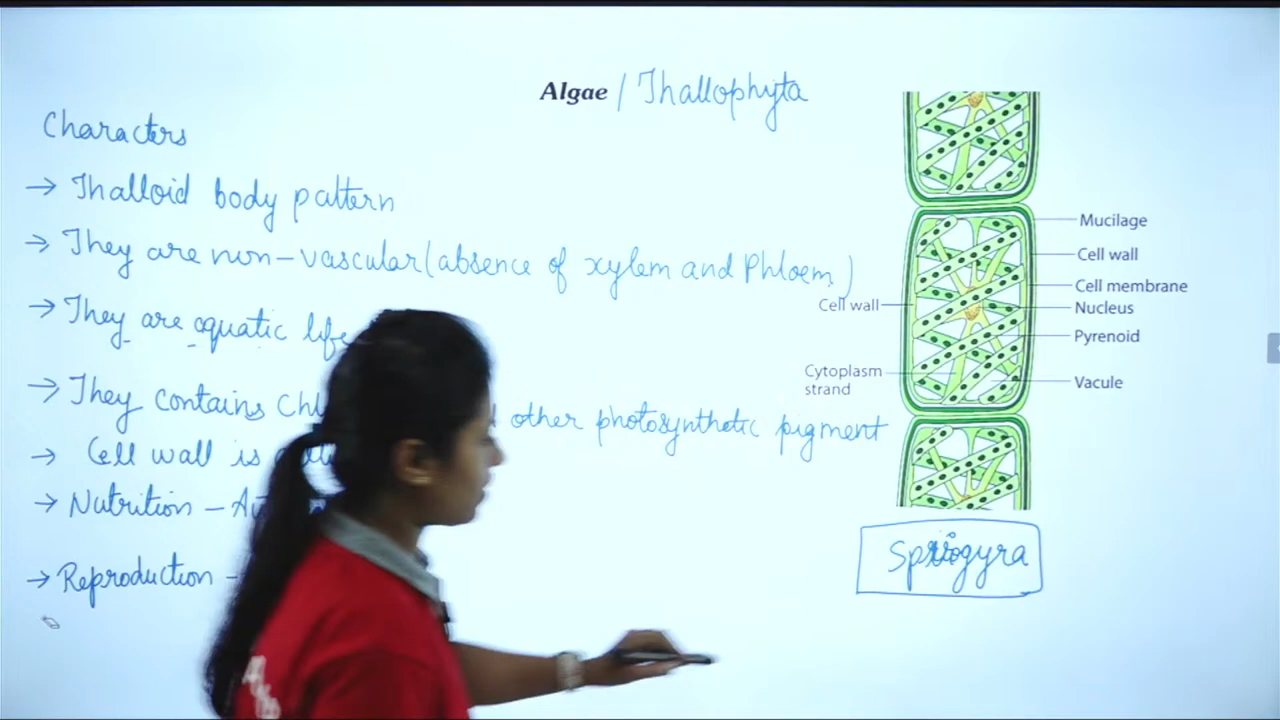 Algae / Thallophyta
Characters
→ Thalloid body pattern
→ They are non-vascular (absence of xylem and Phloem)
→ They are aquatic life
→ They contains other photosynthetic pigment
→ Cell wall is
→ Nutrition -
→ Reproduction -
Mucilage
Cell wall
Cell membrane
Nucleus
Pyrenoid
Vacule
Cell wall
Cytoplasm
strand
Spirogyra